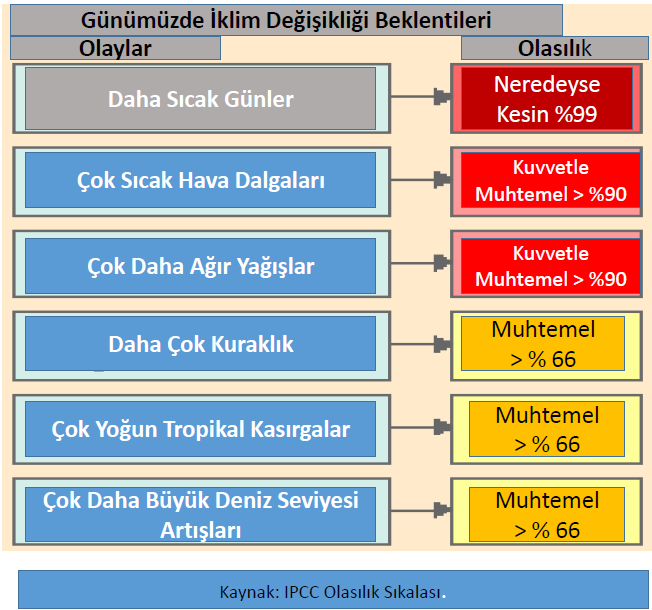 Günümüzde İklim Değişikliği Beklentileri
Olaylar
Olasılık
Daha Sıcak Günler
Neredeyse
Kesin %99
Çok Sıcak Hava Dalgaları
Kuvvetle
Muhtemel > %90
Çok Daha Ağır Yağışlar
Kuvvetle
Muhtemel > %90
Daha Çok Kuraklık
Muhtemel
> % 66
Çok Yoğun Tropikal Kasırgalar
Muhtemel
> % 66
Çok Daha Büyük Deniz Seviyesi
Artışları
Muhtemel
> % 66
Kaynak: IPCC Olasılık Sıkalası.